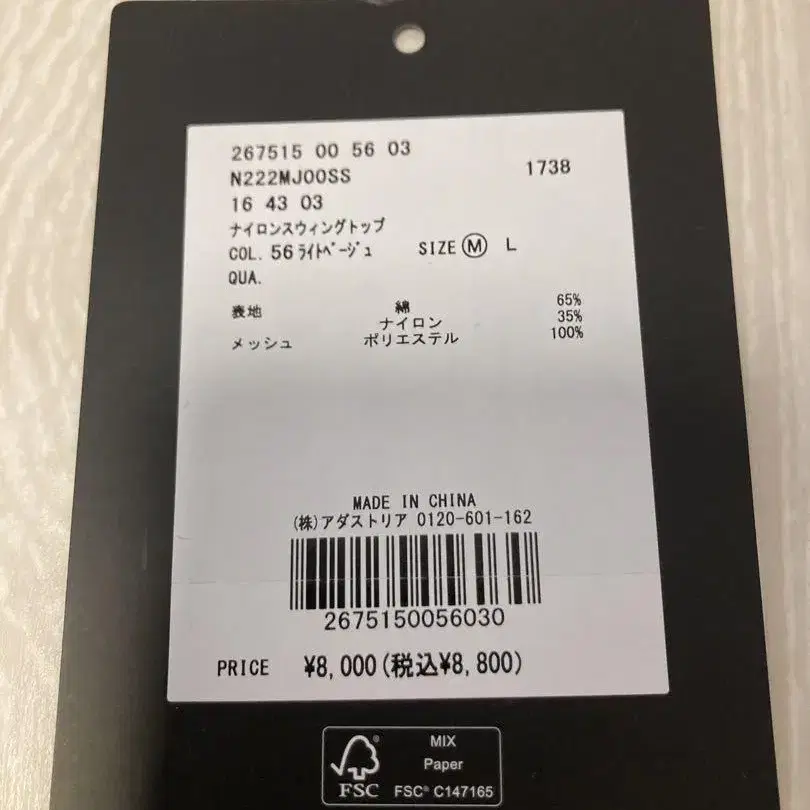 267515 00 56 03
N222MJ00SS 1738
16 43 03
ナイロンスウィングトップ
COL. 56 ﾗｲﾄﾍﾞｰｼﾞｭ SIZE Ⓜ L
QUA.
表地 綿 65%
ナイロン 35%
メッシュ ポリエステル 100%
MADE IN CHINA
(株)アダストリア 0120-601-162
2675150056030
PRICE ¥8,000(税込¥8,800)
MIX
Paper
FSC® FSC® C147165